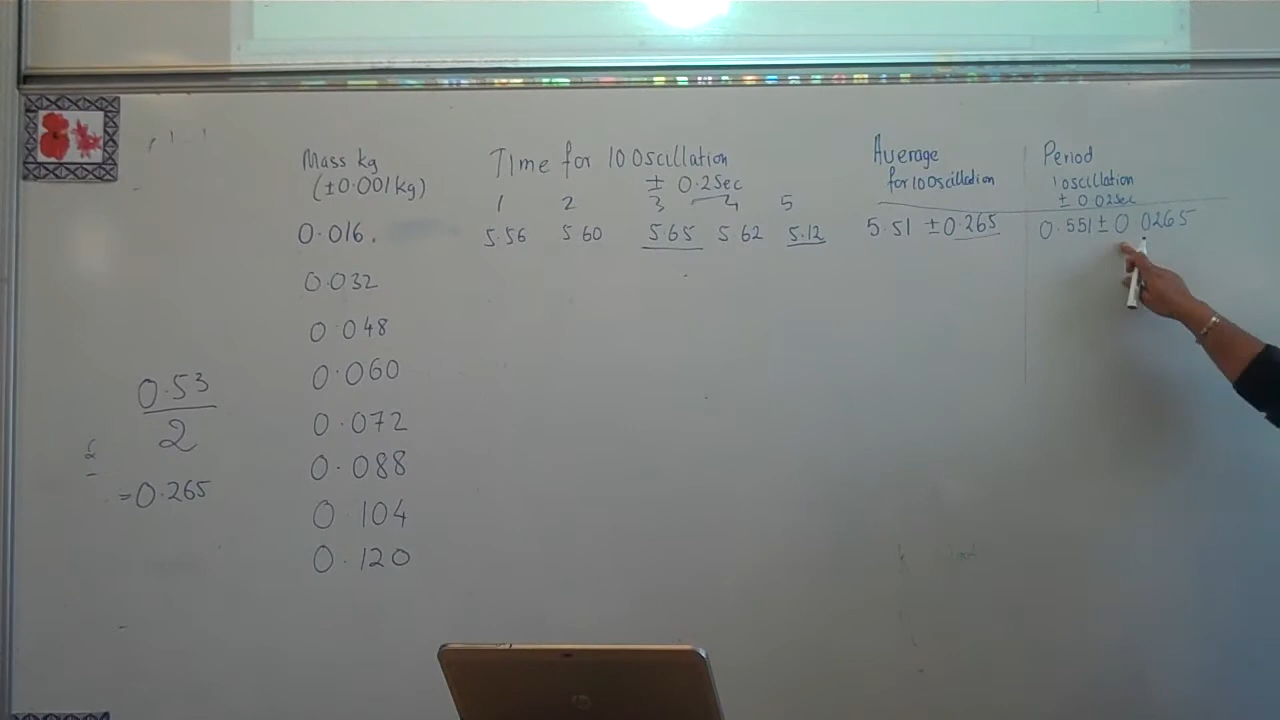 Mass kg
(±0.001kg)
Time for 10 Oscillation
± 0.2Sec
1 2 3 4 5
Average
for 10 Oscillation
Period
1 oscillation
± 0.02sec
0.016.
5.56 5.60 5.65 5.62 5.12
5.51 ±0.265
0.551±0.0265
0.032
0.048
0.060
0.072
0.088
0.104
0.120
0.53
2
=0.265